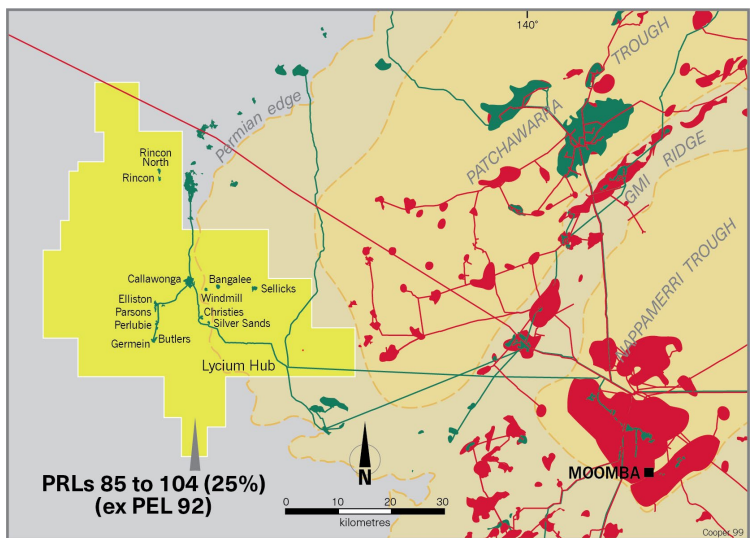 140°
TROUGH
PATCHAWARRA
Permian edge
GMI RIDGE
NAPPAMERRI TROUGH
Rincon
North
Rincon
Callawonga
Bangalee
Sellicks
Elliston
Windmill
Parsons
Christies
Perlubie
Silver Sands
Germein
Butlers
Lycium Hub
PRLs 85 to 104 (25%)
(ex PEL 92)
N
MOOMBA
0 10 20 30
kilometres
Cooper 99